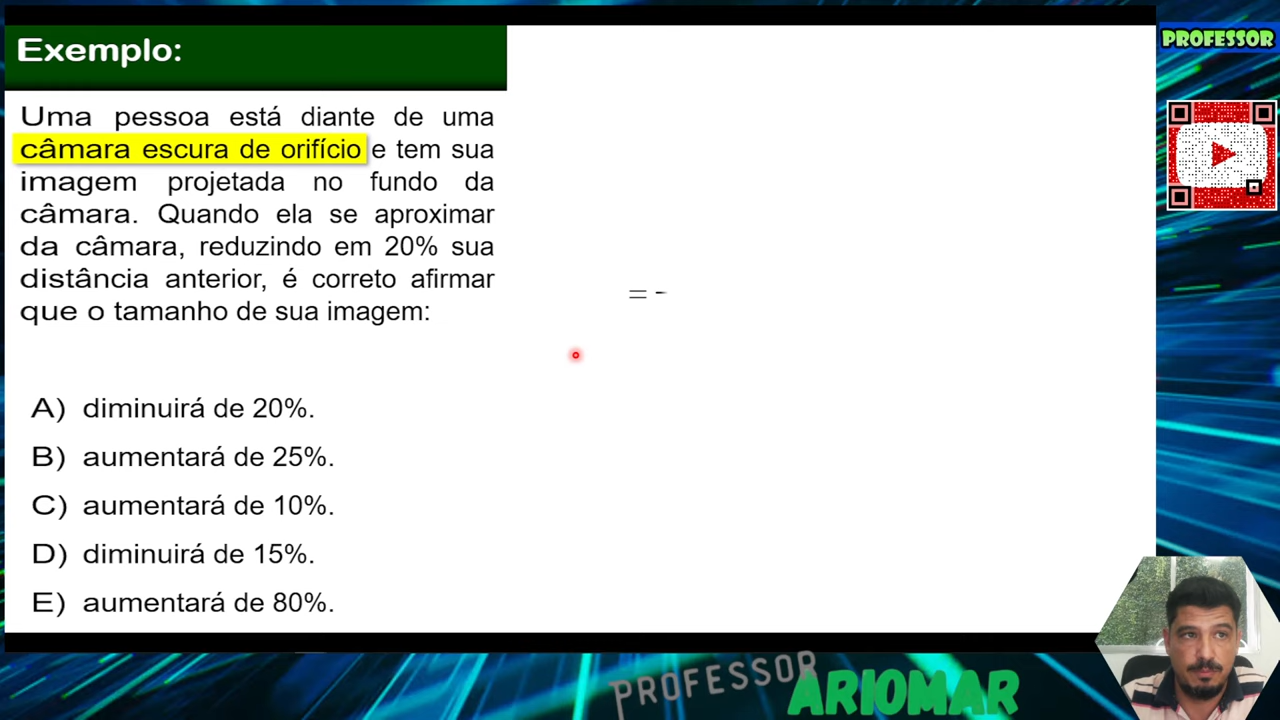 Exemplo:
PROFESSOR
Uma pessoa está diante de uma
câmara escura de orifício e tem sua
imagem projetada no fundo da
câmara. Quando ela se aproximar
da câmara, reduzindo em 20% sua
distância anterior, é correto afirmar
que o tamanho de sua imagem:
= -
A) diminuirá de 20%.
B) aumentará de 25%.
C) aumentará de 10%.
D) diminuirá de 15%.
E) aumentará de 80%.
PROFESSOR
ARIOMAR